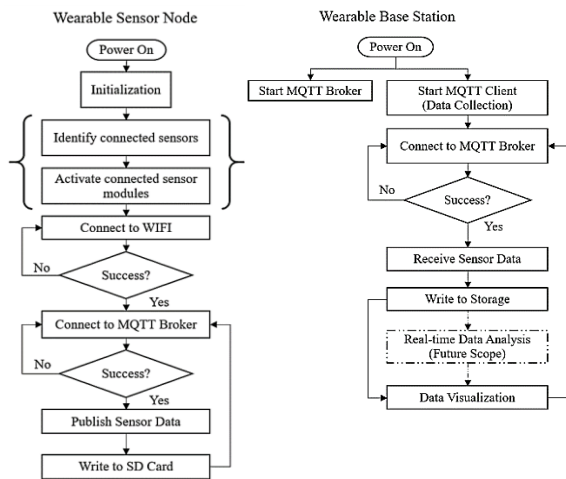 Wearable Sensor Node
Power On
Initialization
Identify connected sensors
Activate connected sensor
modules
Connect to WIFI
No
Success?
Yes
Connect to MQTT Broker
No
Success?
Yes
Publish Sensor Data
Write to SD Card
Wearable Base Station
Power On
Start MQTT Broker
Start MQTT Client
(Data Collection)
Connect to MQTT Broker
No
Success?
Yes
Receive Sensor Data
Write to Storage
Real-time Data Analysis
(Future Scope)
Data Visualization